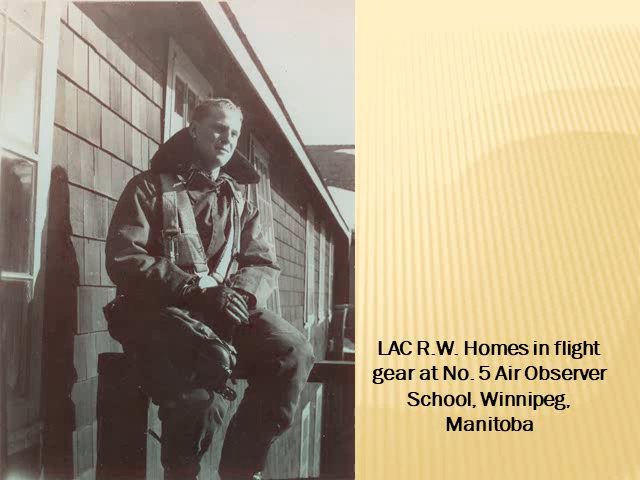 LAC R.W. Homes in flight
gear at No. 5 Air Observer
School, Winnipeg,
Manitoba